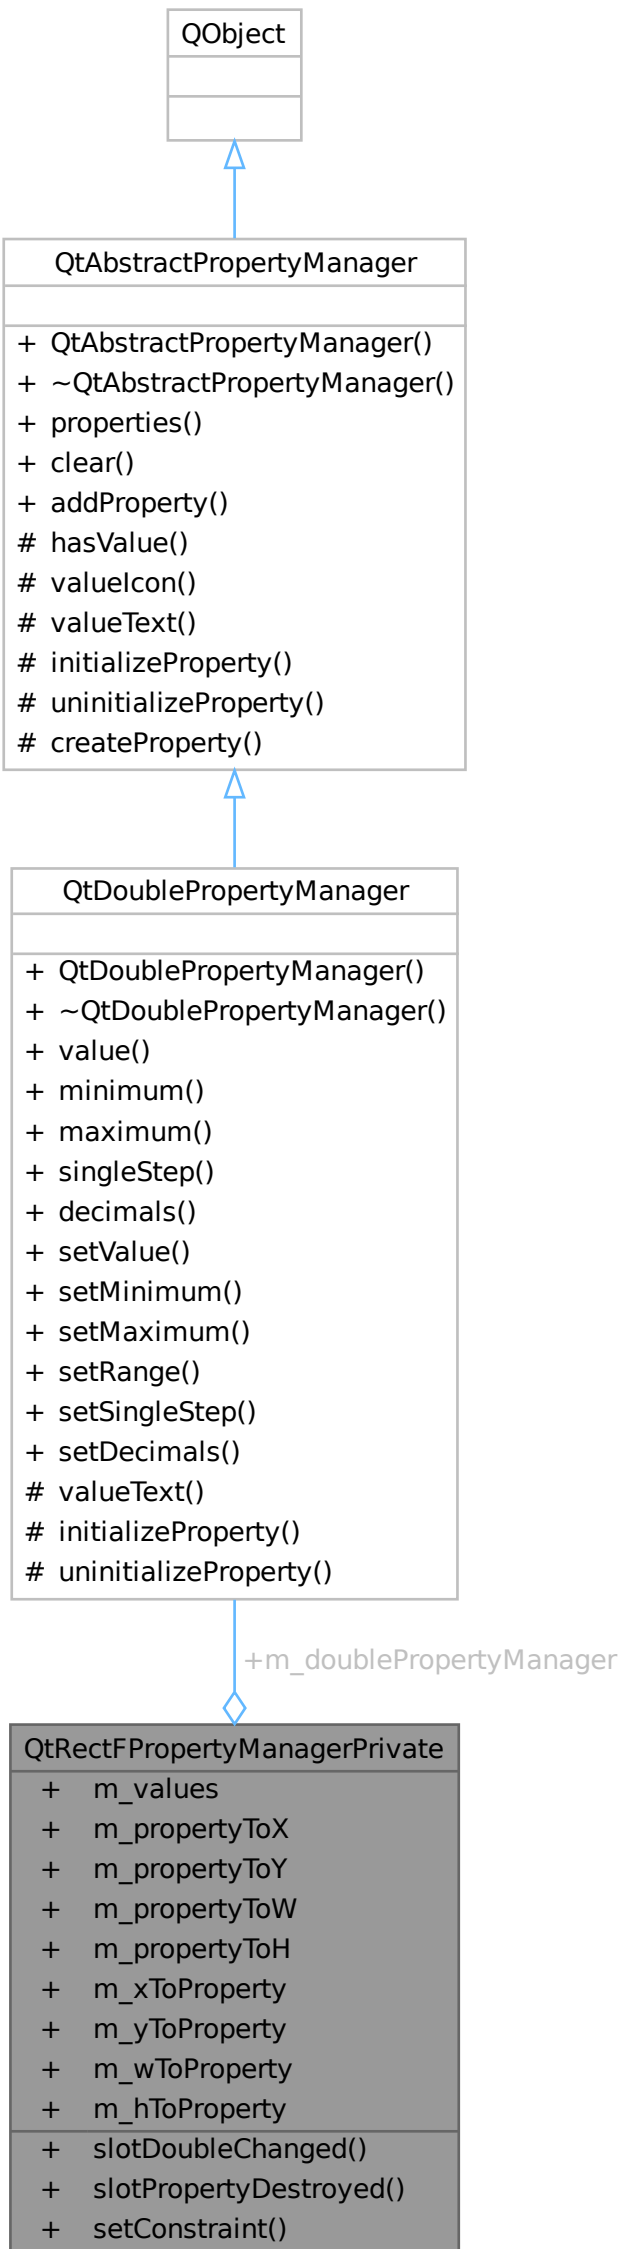 QObject
QtAbstractPropertyManager
+ QtAbstractPropertyManager()
+ ~QtAbstractPropertyManager()
+ properties()
+ clear()
+ addProperty()
# hasValue()
# valueIcon()
# valueText()
# initializeProperty()
# uninitializeProperty()
# createProperty()
QtDoublePropertyManager
+ QtDoublePropertyManager()
+ ~QtDoublePropertyManager()
+ value()
+ minimum()
+ maximum()
+ singleStep()
+ decimals()
+ setValue()
+ setMinimum()
+ setMaximum()
+ setRange()
+ setSingleStep()
+ setDecimals()
# valueText()
# initializeProperty()
# uninitializeProperty()
+m_doublePropertyManager
QtRectFPropertyManagerPrivate
+ m_values
+ m_propertyToX
+ m_propertyToY
+ m_propertyToW
+ m_propertyToH
+ m_xToProperty
+ m_yToProperty
+ m_wToProperty
+ m_hToProperty
+ slotDoubleChanged()
+ slotPropertyDestroyed()
+ setConstraint()